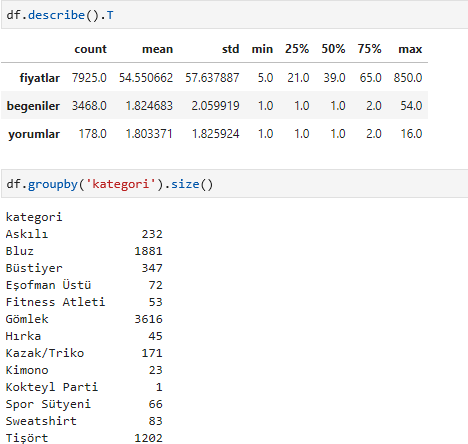 df.describe().T
count mean std min 25% 50% 75% max
fiyatlar 7925.0 54.550662 57.637887 5.0 21.0 39.0 65.0 850.0
begeniler 3468.0 1.824683 2.059919 1.0 1.0 1.0 2.0 54.0
yorumlar 178.0 1.803371 1.825924 1.0 1.0 1.0 2.0 16.0
df.groupby('kategori').size()
kategori
Askılı 232
Bluz 1881
Büstiyer 347
Eşofman Üstü 72
Fitness Atleti 53
Gömlek 3616
Hırka 45
Kazak/Triko 171
Kimono 23
Kokteyl Parti 1
Spor Sütyeni 66
Sweatshirt 83
Tişört 1202